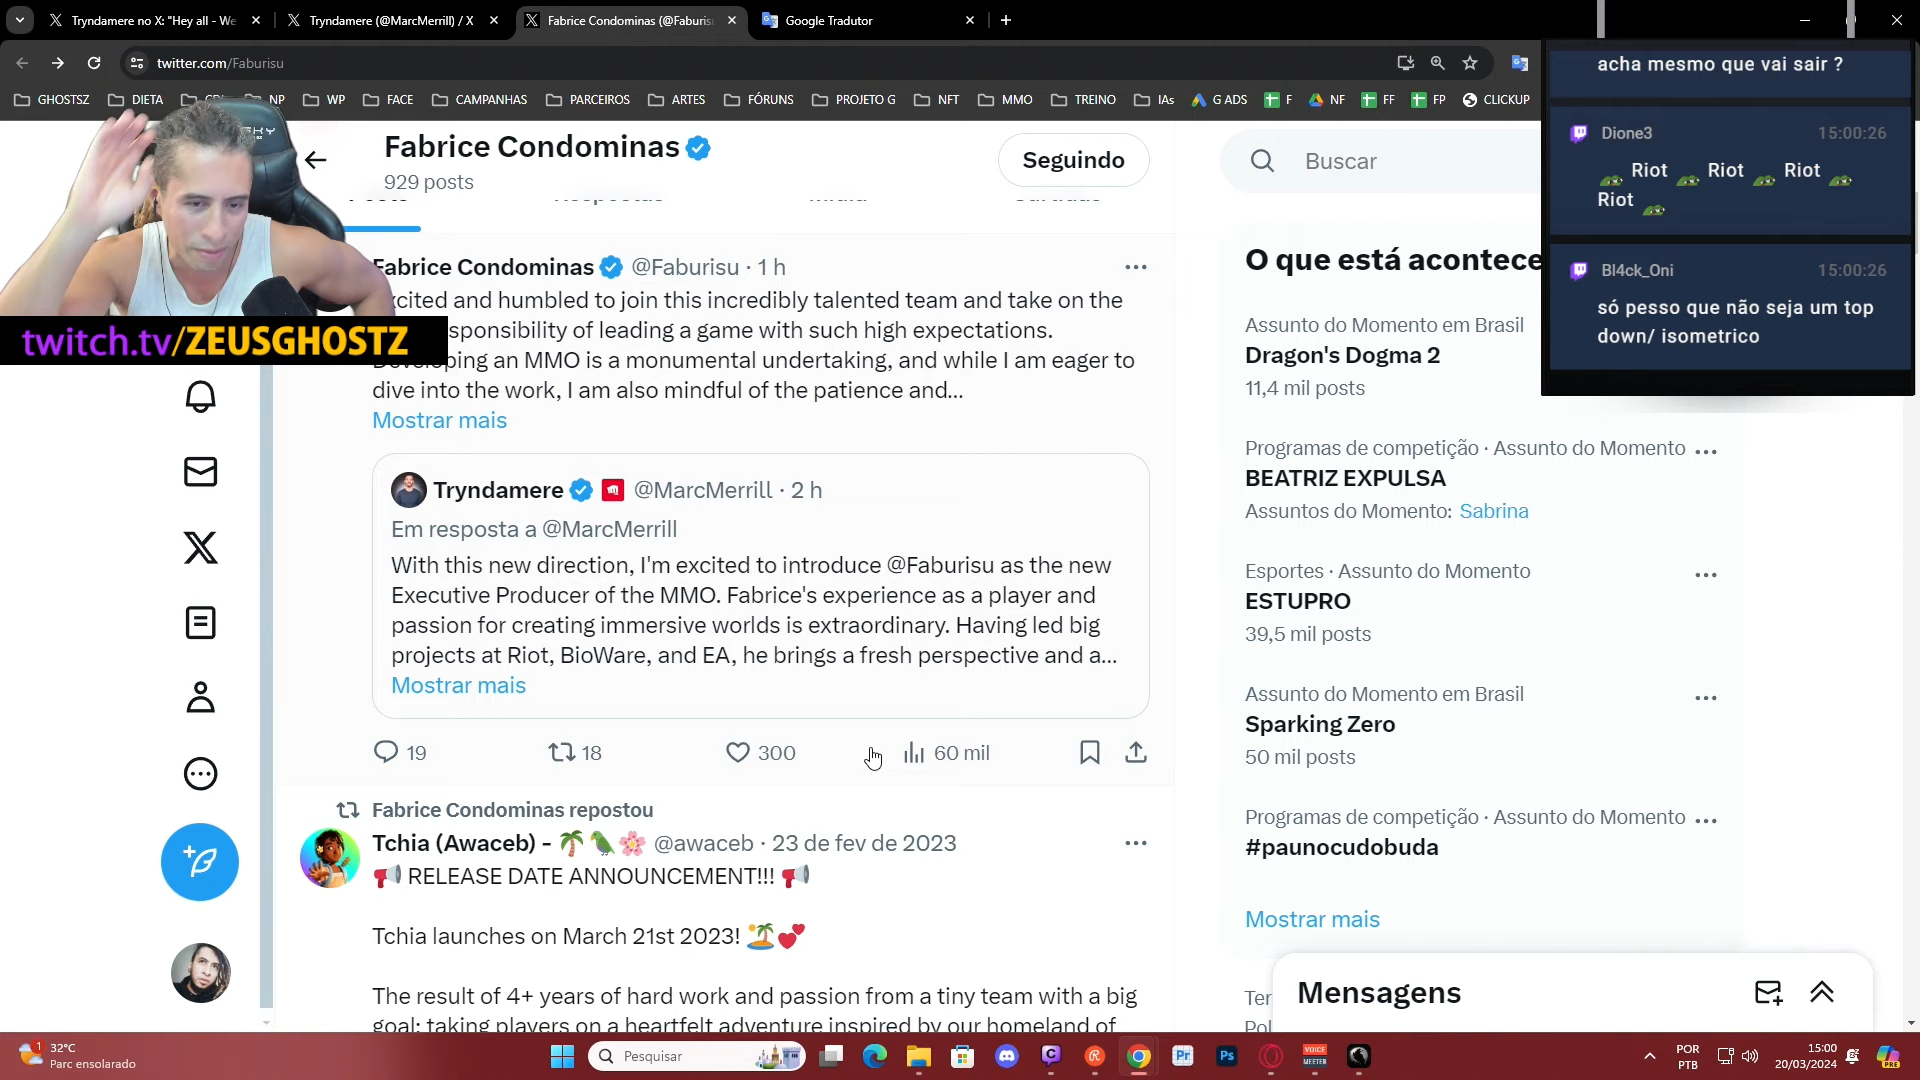 Tryndamere no X: "Hey all - We
Tryndamere (@MarcMerrill) / X
Fabrice Condominas (@Faburisu
Google Tradutor
twitter.com/Faburisu
GHOSTSZ
DIETA
NP
WP
FACE
CAMPANHAS
PARCEIROS
ARTES
FÓRUNS
PROJETO G
NFT
MMO
TREINO
IAs
G ADS
F
NF
FF
FP
CLICKUP
Fabrice Condominas
929 posts
Seguindo
Buscar
Fabrice Condominas @Faburisu · 1 h
Excited and humbled to join this incredibly talented team and take on the
sponsibility of leading a game with such high expectations.
Developing an MMO is a monumental undertaking, and while I am eager to
dive into the work, I am also mindful of the patience and...
Mostrar mais
Tryndamere @MarcMerrill · 2 h
Em resposta a @MarcMerrill
With this new direction, I'm excited to introduce @Faburisu as the new
Executive Producer of the MMO. Fabrice's experience as a player and
passion for creating immersive worlds is extraordinary. Having led big
projects at Riot, BioWare, and EA, he brings a fresh perspective and a...
Mostrar mais
19
18
300
60 mil
Fabrice Condominas repostou
Tchia (Awaceb) - 🌴🦜🌸 @awaceb · 23 de fev de 2023
📢 RELEASE DATE ANNOUNCEMENT!!! 📢
Tchia launches on March 21st 2023! 🏝️💕
The result of 4+ years of hard work and passion from a tiny team with a big
goal: taking players on a heartfelt adventure inspired by our homeland of
twitch.tv/ZEUSGHOSTZ
O que está acontece
Assunto do Momento em Brasil
Dragon's Dogma 2
11,4 mil posts
Programas de competição · Assunto do Momento
BEATRIZ EXPULSA
Assuntos do Momento: Sabrina
Esportes · Assunto do Momento
ESTUPRO
39,5 mil posts
Assunto do Momento em Brasil
Sparking Zero
50 mil posts
Programas de competição · Assunto do Momento
#paunocudobuda
Mostrar mais
Mensagens
acha mesmo que vai sair ?
Dione3 15:00:26
Riot Riot Riot
Riot
Bl4ck_Oni 15:00:26
só pesso que não seja um top
down/ isometrico
1
32°C
Parc ensolarado
Pesquisar
POR
PTB
15:00
20/03/2024